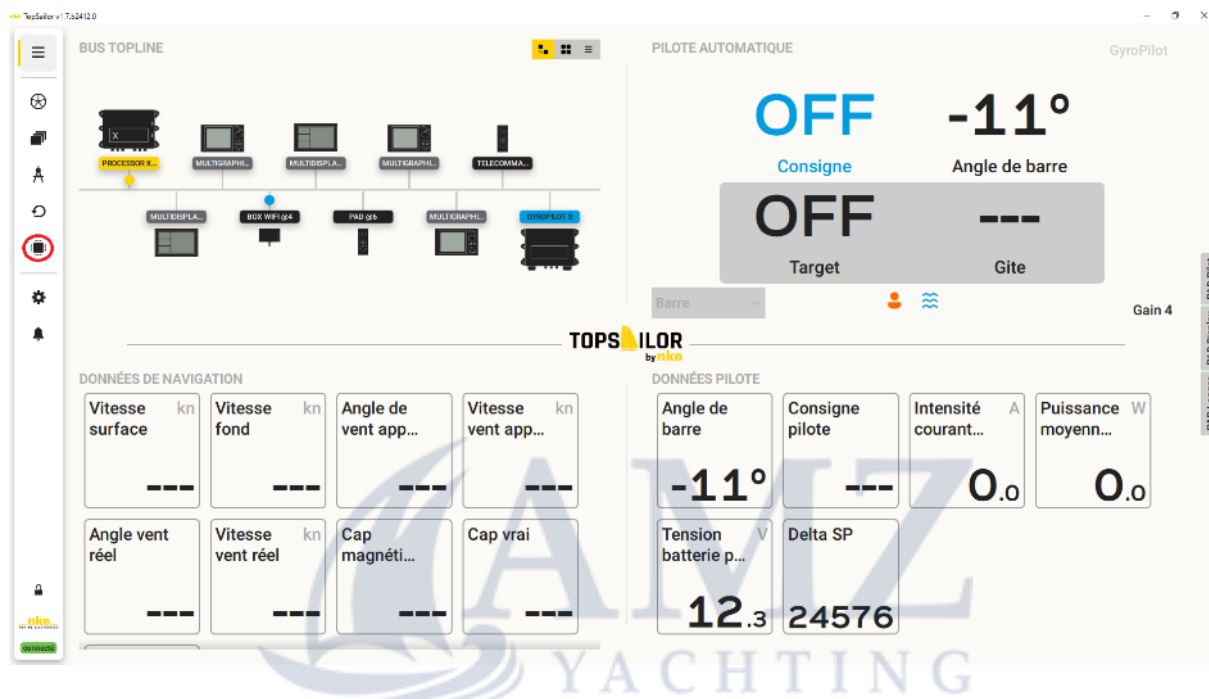 TopSailor v1.7.b2412.0
BUS TOPLINE
PROCESSOR X...
MULTIGRAPHI...
MULTIDISPLA...
MULTIGRAPHI...
TELECOMMA...
MULTIDISPLA...
BOX WIFI @4
PAD @6
MULTIGRAPHI...
GYROPILOT 3
PILOTE AUTOMATIQUE
GyroPilot
OFF
-11°
Consigne
Angle de barre
OFF
---
Target
Gite
Barre
Gain 4
TOPSAILOR
by nke
DONNÉES DE NAVIGATION
Vitesse kn
surface
---
Vitesse kn
fond
---
Angle de
vent app...
---
Vitesse kn
vent app...
---
Angle vent
réel
---
Vitesse kn
vent réel
---
Cap
magnéti...
---
Cap vrai
---
DONNÉES PILOTE
Angle de
barre
-11°
Consigne
pilote
---
Intensité A
courant...
0.0
Puissance W
moyenn...
0.0
Tension V
batterie p...
12.3
Delta SP
24576
nke
connecté
AMZ
YACHTING